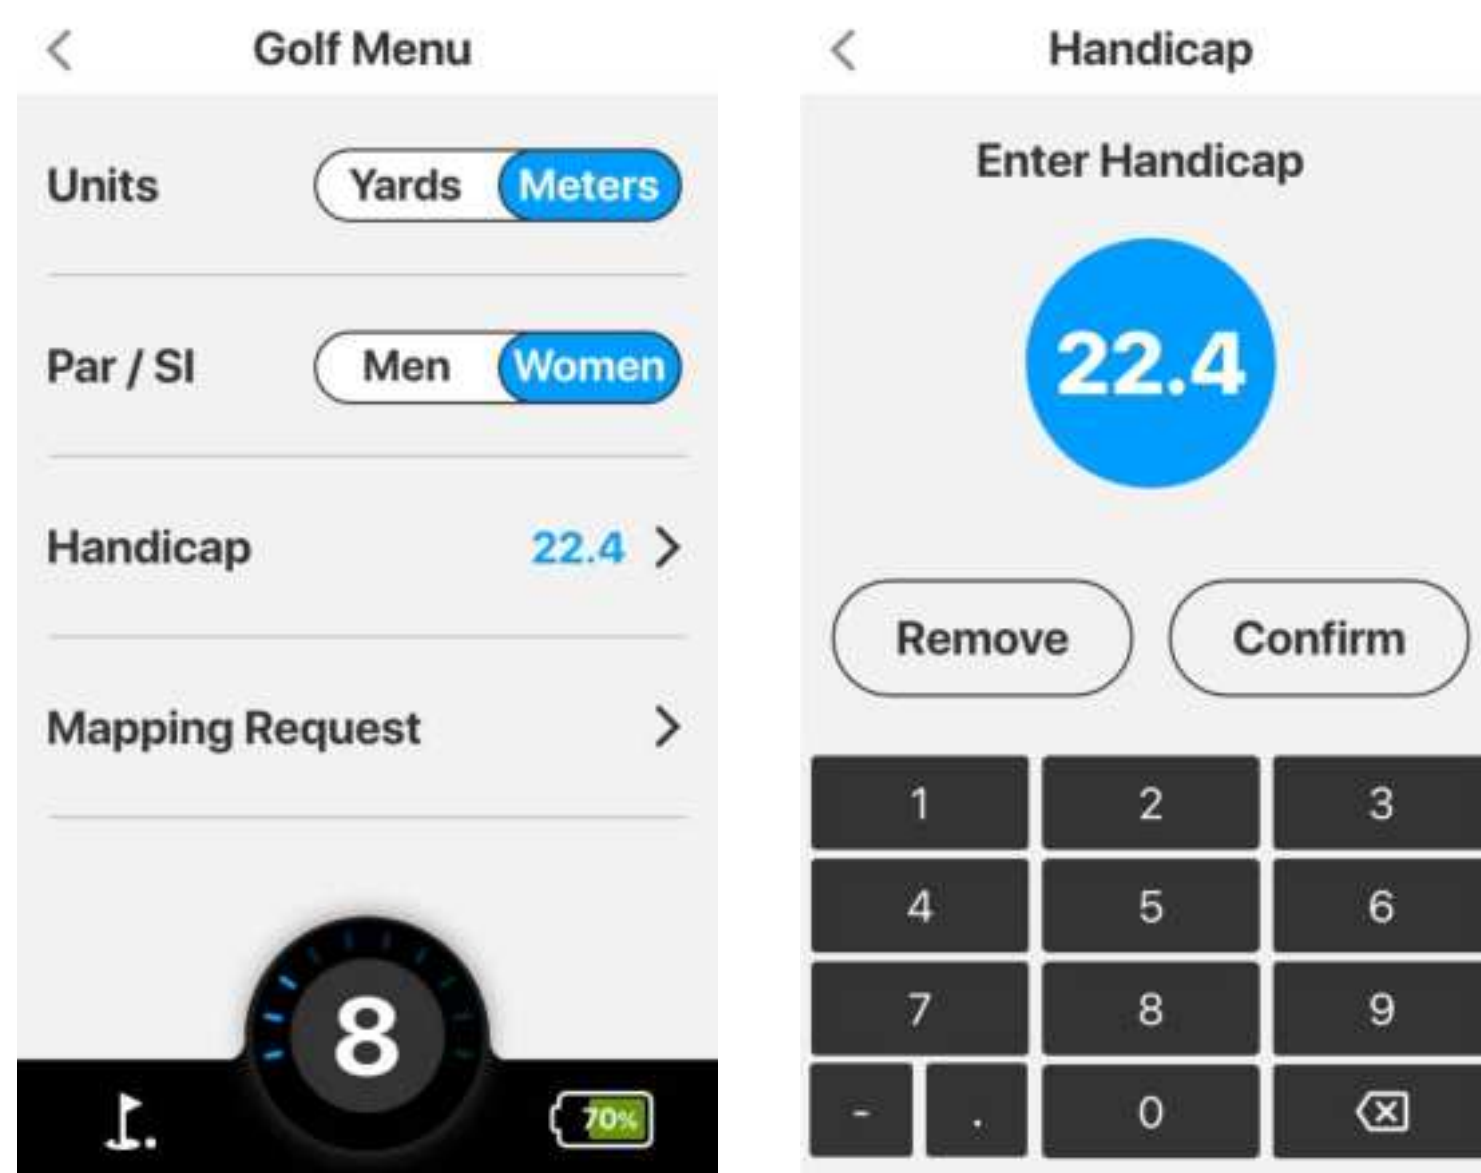 Golf Menu
Units Yards Meters
Par / SI Men Women
Handicap 22.4
Mapping Request
8
70%
Handicap
Enter Handicap
22.4
Remove Confirm
1 2 3
4 5 6
7 8 9
- . 0